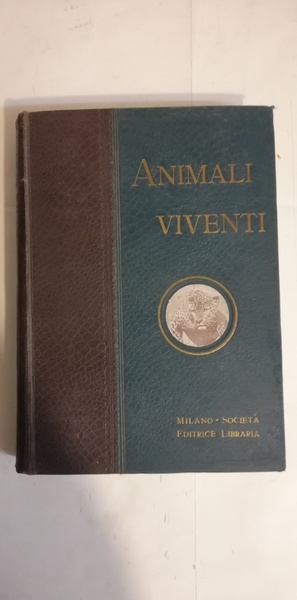 ANIMALI
VIVENTI
MILANO • SOCIETÀ
EDITRICE LIBRARIA